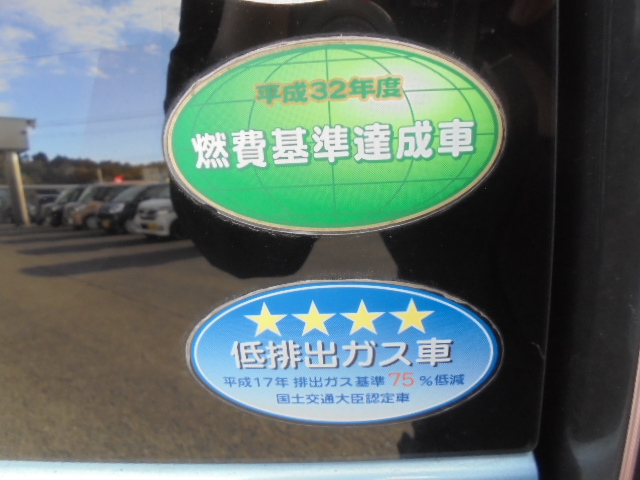 平成32年度
燃費基準達成車
★★★★
低排出ガス車
平成17年 排出ガス基準 75 %低減
国土交通大臣認定車